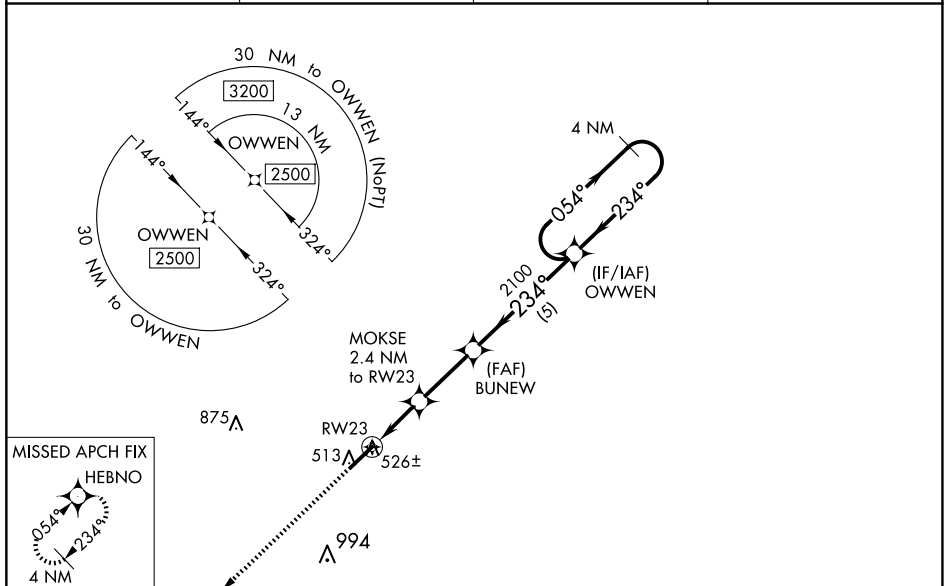 30 NM to OWWEN (NoPT)
3200
13 NM
144°
OWWEN
2500
324°
144°
OWWEN
2500
324°
30 NM to OWWEN
4 NM
054°
234°
(IF/IAF)
OWWEN
2100
234°
(5)
(FAF)
BUNEW
MOKSE
2.4 NM
to RW23
875
RW23
513
526±
994
MISSED APCH FIX
HEBNO
054°
234°
4 NM